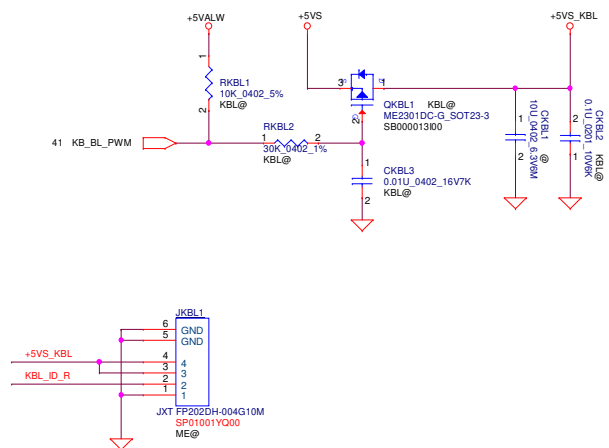 +5VALW
+5VS
+5VS_KBL
1
RKBL1
10K_0402_5%
KBL@
2
3
1
QKBL1 KBL@
ME2301DC-G_SOT23-3
SB000013I00
2
41 KB_BL_PWM
1
RKBL2
2
30K_0402_1%
KBL@
1
CKBL3
0.01U_0402_16V7K
KBL@
2
1
2
CKBL1
10U_0402_6.3V6M
@
2
1
CKBL2
0.1U_0201_10V6K
KBL@
JKBL1
6 GND
5 GND
+5VS_KBL
4 4
3 3
KBL_ID_R
2 2
1 1
JXT FP202DH-004G10M
SP01001YQ00
ME@